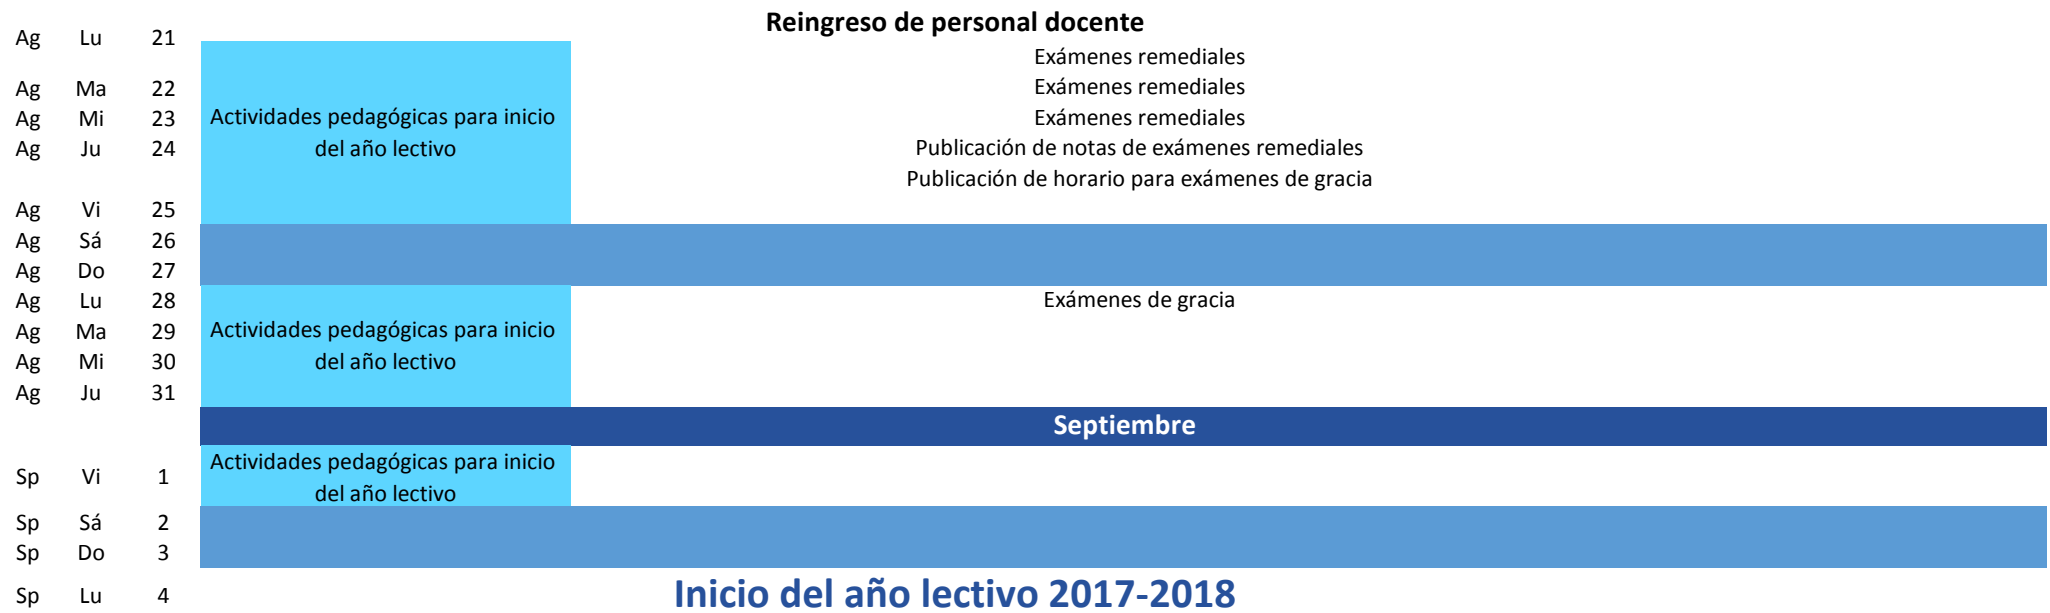 Reingreso de personal docente
Ag Lu 21
Exámenes remediales
Ag Ma 22 Exámenes remediales
Ag Mi 23 Actividades pedagógicas para inicio Exámenes remediales
Ag Ju 24 del año lectivo Publicación de notas de exámenes remediales
Publicación de horario para exámenes de gracia
Ag Vi 25
Ag Sá 26
Ag Do 27
Ag Lu 28 Exámenes de gracia
Ag Ma 29 Actividades pedagógicas para inicio
Ag Mi 30 del año lectivo
Ag Ju 31
Septiembre
Actividades pedagógicas para inicio
Sp Vi 1
del año lectivo
Sp Sá 2
Sp Do 3
Sp Lu 4 Inicio del año lectivo 2017-2018